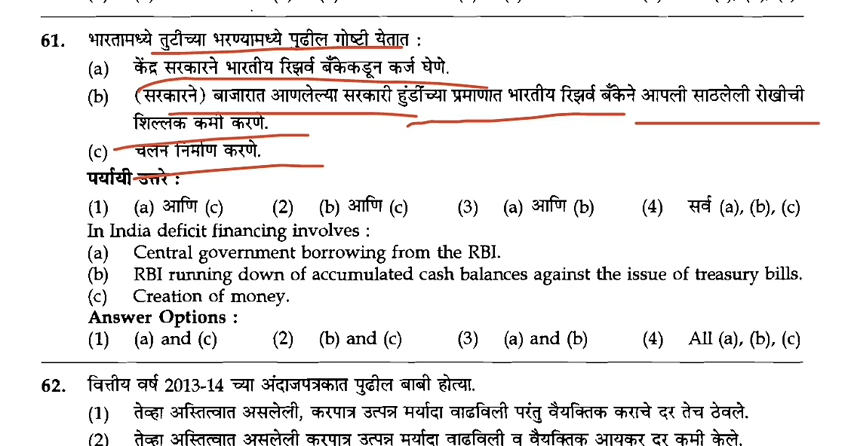 61. भारतामध्ये तुटीच्या भरण्यामध्ये पुढील गोष्टी येतात :
(a) केंद्र सरकारने भारतीय रिझर्व बँकेकडून कर्ज घेणे.
(b) (सरकारने) बाजारात आणलेल्या सरकारी हुंडींच्या प्रमाणात भारतीय रिझर्व बँकेने आपली साठलेली रोखीची
शिल्लक कमी करणे.
(c) चलन निर्माण करणे.
पर्यायी उत्तरे :
(1) (a) आणि (c) (2) (b) आणि (c) (3) (a) आणि (b) (4) सर्व (a), (b), (c)
In India deficit financing involves :
(a) Central government borrowing from the RBI.
(b) RBI running down of accumulated cash balances against the issue of treasury bills.
(c) Creation of money.
Answer Options :
(1) (a) and (c) (2) (b) and (c) (3) (a) and (b) (4) All (a), (b), (c)
62. वित्तीय वर्ष 2013-14 च्या अंदाजपत्रकात पुढील बाबी होत्या.
(1) तेव्हा अस्तित्वात असलेली, करपात्र उत्पन्न मर्यादा वाढविली परंतु वैयक्तिक कराचे दर तेच ठेवले.
(2) तेव्हा अस्तित्वात असलेली करपात्र उत्पन्न मर्यादा वाढविली व वैयक्तिक आयकर दर कमी केले.